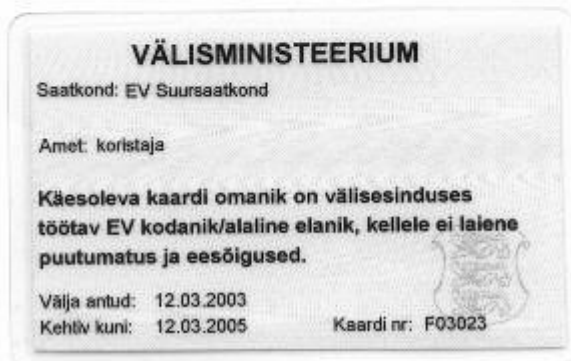 VÄLISMINISTEERIUM
Saatkond: EV Suursaatkond
Amet: koristaja
Käesoleva kaardi omanik on välisesinduses
töötav EV kodanik/alaline elanik, kellele ei laiene
puutumatus ja eesõigused.
Välja antud: 12.03.2003
Kehtiv kuni: 12.03.2005 Kaardi nr: F03023